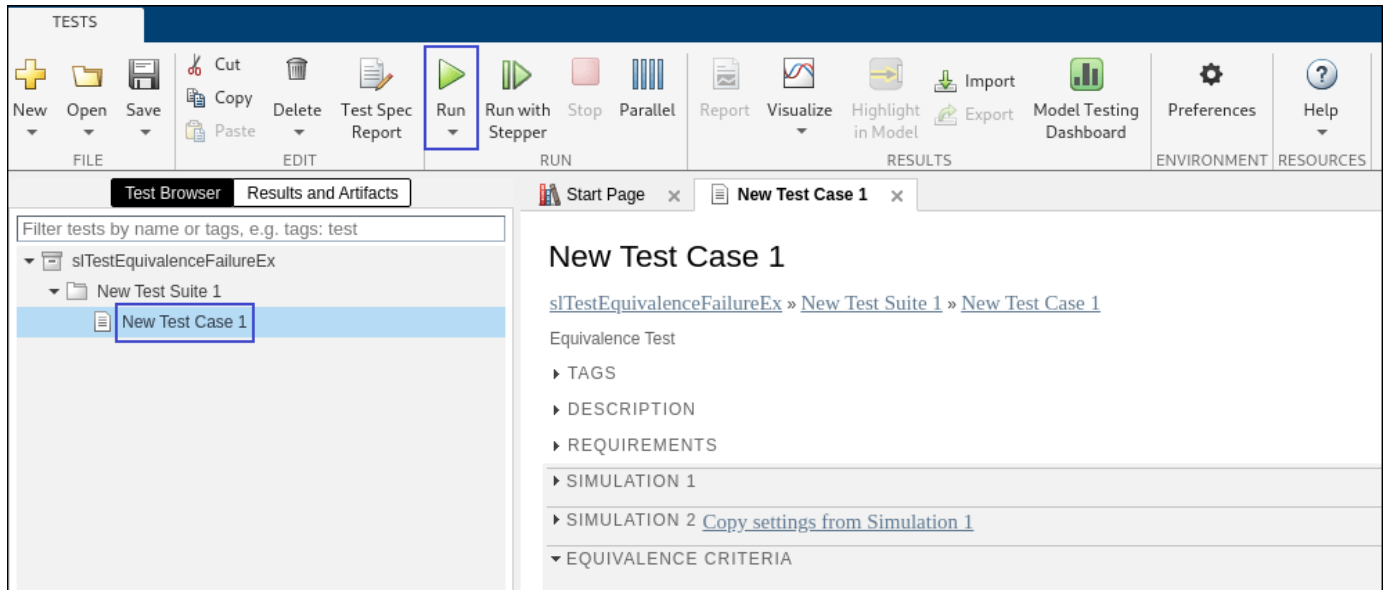 TESTS
New
Open
Save
Cut
Copy
Paste
Delete
Test Spec
Report
Run
Run with
Stepper
Stop
Parallel
Report
Visualize
Highlight
in Model
Import
Export
Model Testing
Dashboard
Preferences
?
Help
FILE
EDIT
RUN
RESULTS
ENVIRONMENT
RESOURCES
Test Browser
Results and Artifacts
Filter tests by name or tags, e.g. tags: test
slTestEquivalenceFailureEx
New Test Suite 1
New Test Case 1
Start Page
New Test Case 1
New Test Case 1
slTestEquivalenceFailureEx » New Test Suite 1 » New Test Case 1
Equivalence Test
TAGS
DESCRIPTION
REQUIREMENTS
SIMULATION 1
SIMULATION 2 Copy settings from Simulation 1
EQUIVALENCE CRITERIA